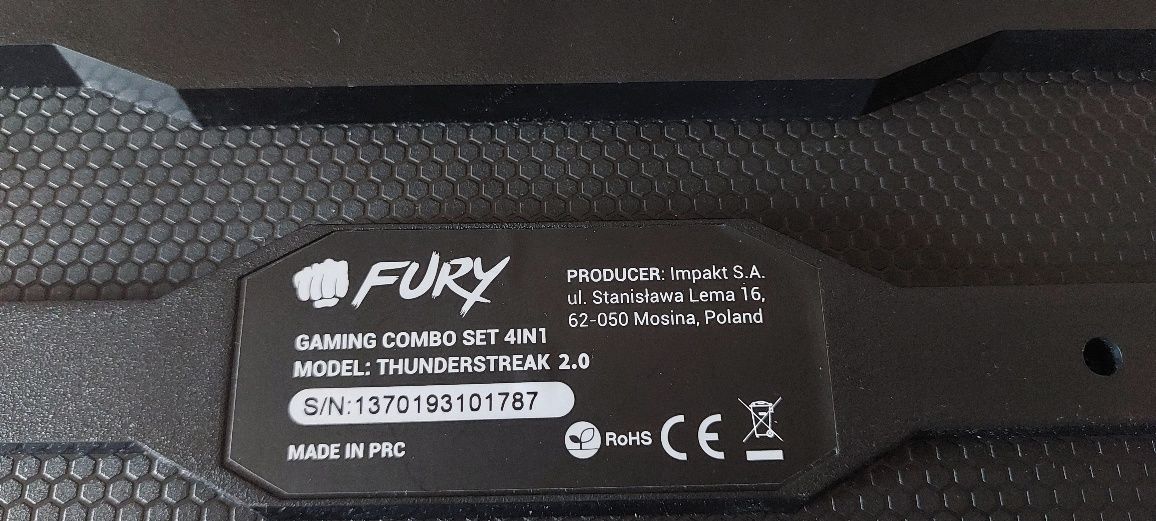 FURY
GAMING COMBO SET 4IN1
MODEL: THUNDERSTREAK 2.0
S/N:1370193101787
MADE IN PRC
PRODUCER: Impakt S.A.
ul. Stanisława Lema 16,
62-050 Mosina, Poland
RoHS CE